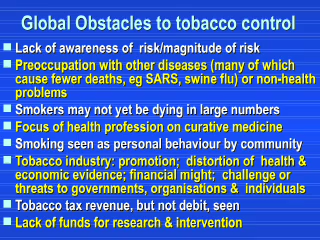 Global Obstacles to tobacco control
Lack of awareness of risk/magnitude of risk
Preoccupation with other diseases (many of which
cause fewer deaths, eg SARS, swine flu) or non-health
problems
Smokers may not yet be dying in large numbers
Focus of health profession on curative medicine
Smoking seen as personal behaviour by community
Tobacco industry: promotion; distortion of health &
economic evidence; financial might; challenge or
threats to governments, organisations & individuals
Tobacco tax revenue, but not debit, seen
Lack of funds for research & intervention